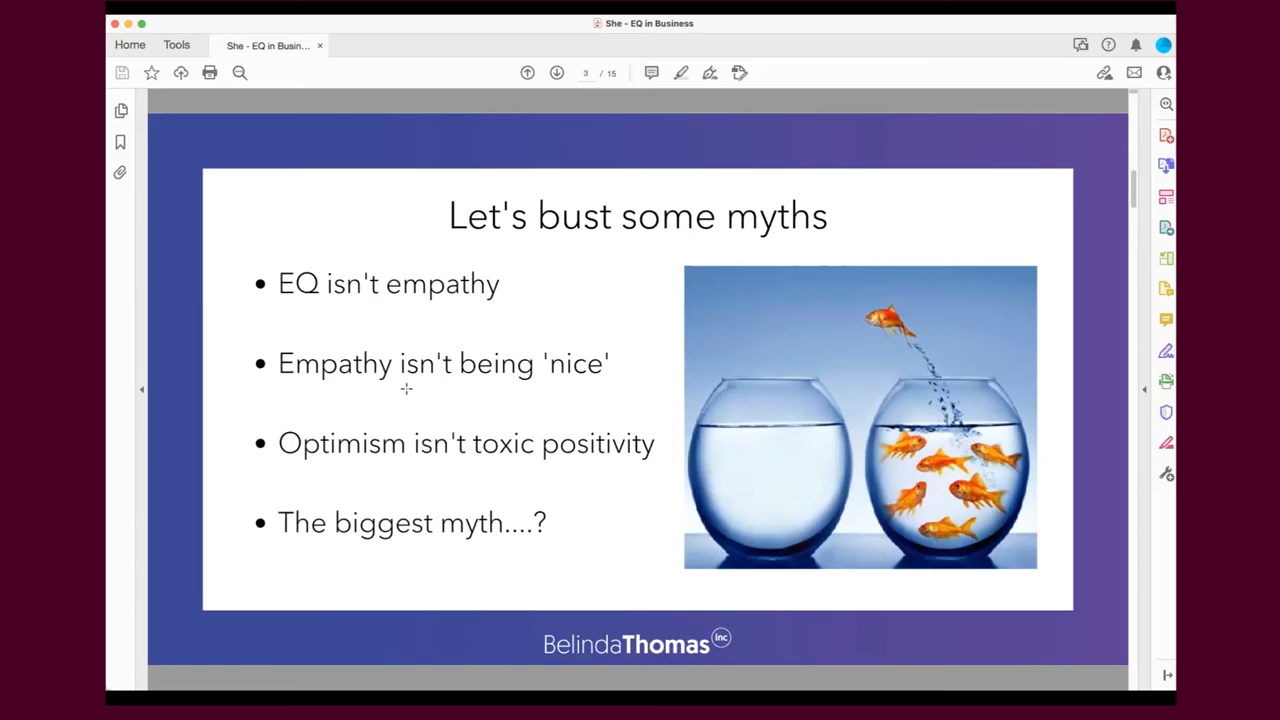 She - EQ in Business
Home
Tools
She - EQ in Busin...
3 / 15
Let's bust some myths
• EQ isn't empathy
• Empathy isn't being 'nice'
• Optimism isn't toxic positivity
• The biggest myth....?
BelindaThomas inc